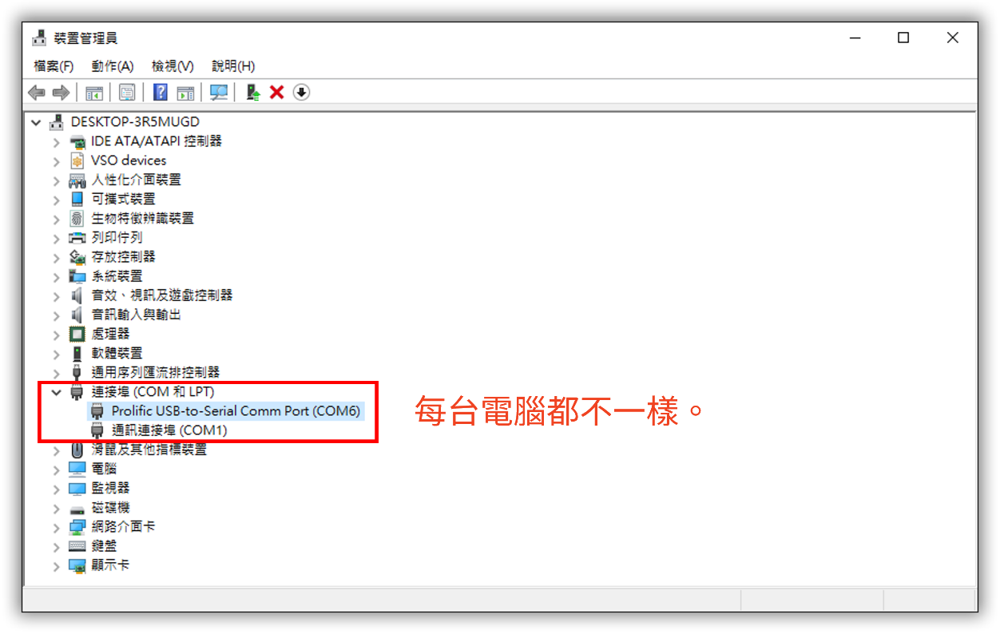 裝置管理員
檔案(F) 動作(A) 檢視(V) 說明(H)
DESKTOP-3R5MUGD
IDE ATA/ATAPI 控制器
VSO devices
人性化介面裝置
可攜式裝置
生物特徵辨識裝置
列印佇列
存放控制器
系統裝置
音效、視訊及遊戲控制器
音訊輸入與輸出
處理器
軟體裝置
通用序列匯流排控制器
連接埠 (COM 和 LPT)
Prolific USB-to-Serial Comm Port (COM6)
通訊連接埠 (COM1)
每台電腦都不一樣。
滑鼠及其他指標裝置
電腦
監視器
磁碟機
網路介面卡
鍵盤
顯示卡